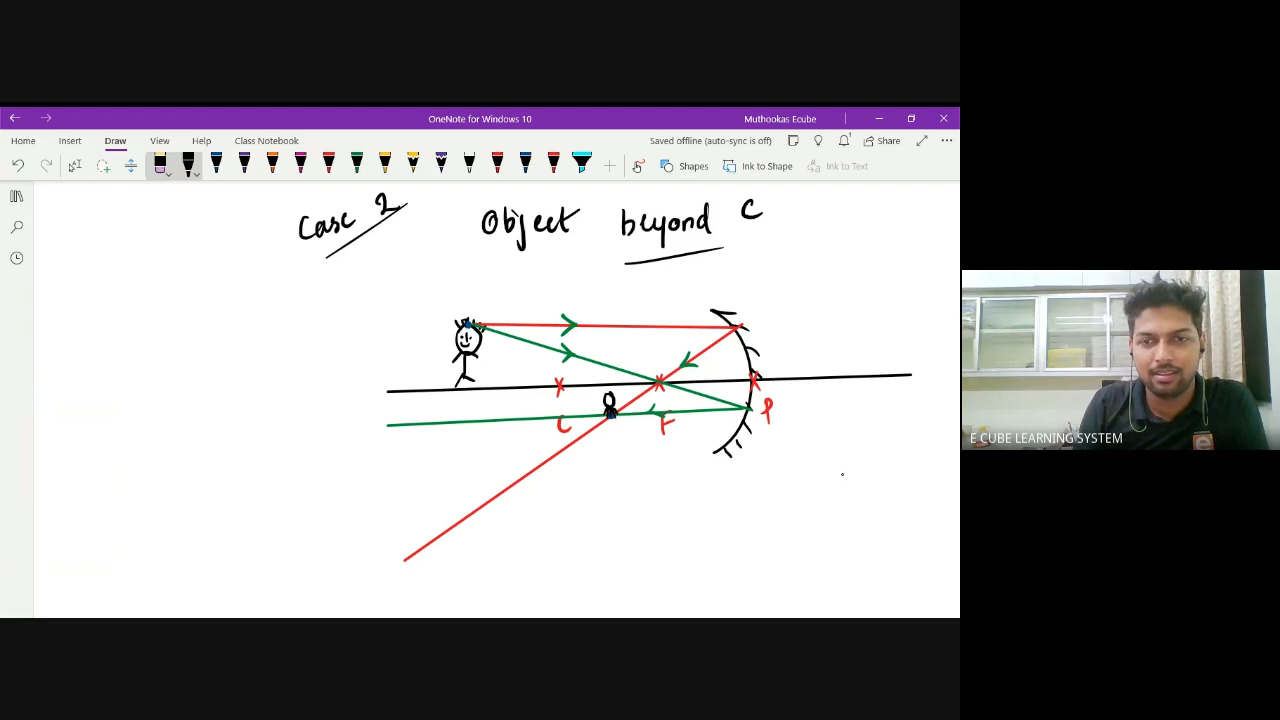 OneNote for Windows 10
Muthookas Ecube
Home Insert Draw View Help Class Notebook
Saved offline (auto-sync is off)
Share
Shapes
Ink to Shape
Ink to Text
Case 2 Object beyond C
C F P
E CUBE LEARNING SYSTEM